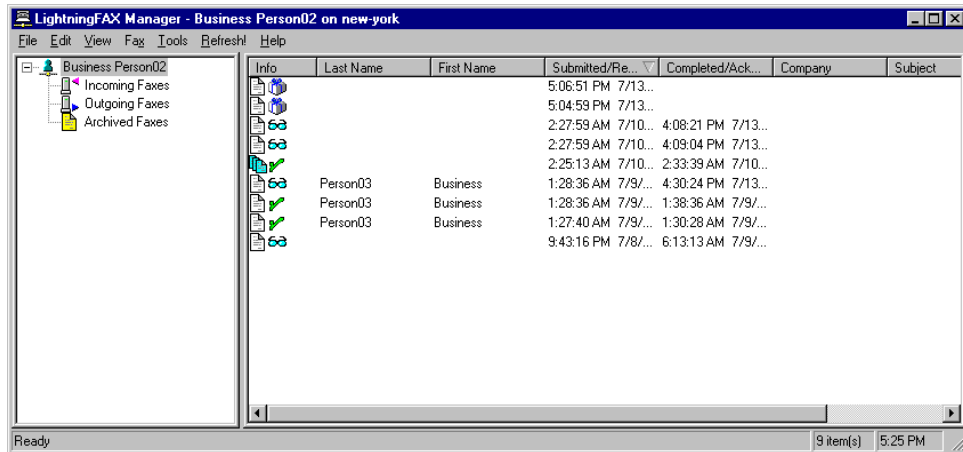 LightningFAX Manager - Business Person02 on new-york
File Edit View Fax Tools Refresh! Help
Business Person02
Incoming Faxes
Outgoing Faxes
Archived Faxes
Info Last Name First Name Submitted/Re... Completed/Ack... Company Subject
5:06:51 PM 7/13...
5:04:59 PM 7/13...
2:27:59 AM 7/10... 4:08:21 PM 7/13...
2:27:59 AM 7/10... 4:09:04 PM 7/13...
2:25:13 AM 7/10... 2:33:39 AM 7/10...
Person03 Business 1:28:36 AM 7/9/... 4:30:24 PM 7/13...
Person03 Business 1:28:36 AM 7/9/... 1:38:36 AM 7/9/...
Person03 Business 1:27:40 AM 7/9/... 1:30:28 AM 7/9/...
9:43:16 PM 7/8/... 6:13:13 AM 7/9/...
Ready 9 item(s) 5:25 PM